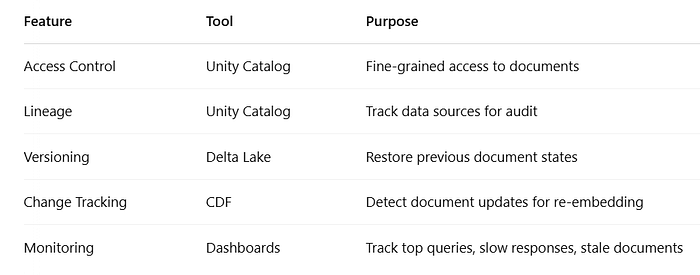 Feature Tool Purpose
Access Control Unity Catalog Fine-grained access to documents
Lineage Unity Catalog Track data sources for audit
Versioning Delta Lake Restore previous document states
Change Tracking CDF Detect document updates for re-embedding
Monitoring Dashboards Track top queries, slow responses, stale documents